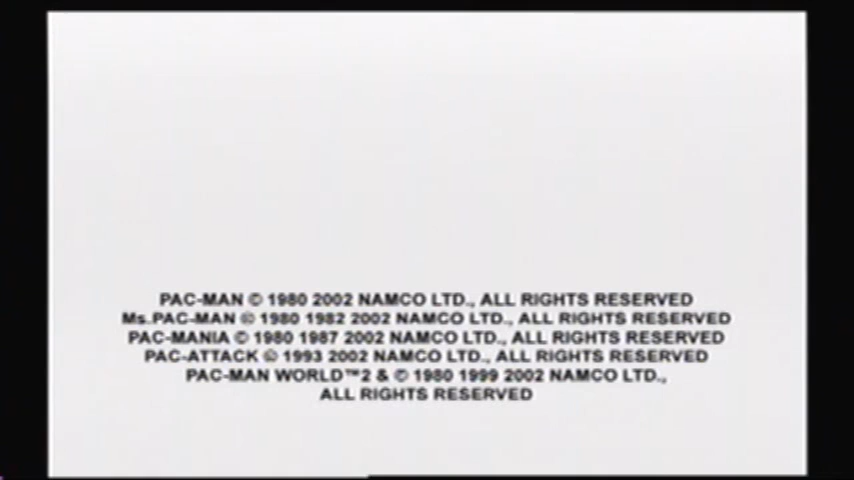 PAC-MAN © 1980 2002 NAMCO LTD., ALL RIGHTS RESERVED
Ms.PAC-MAN © 1980 1982 2002 NAMCO LTD., ALL RIGHTS RESERVED
PAC-MANIA © 1980 1987 2002 NAMCO LTD., ALL RIGHTS RESERVED
PAC-ATTACK © 1993 2002 NAMCO LTD., ALL RIGHTS RESERVED
PAC-MAN WORLD™2 & © 1980 1999 2002 NAMCO LTD.,
ALL RIGHTS RESERVED